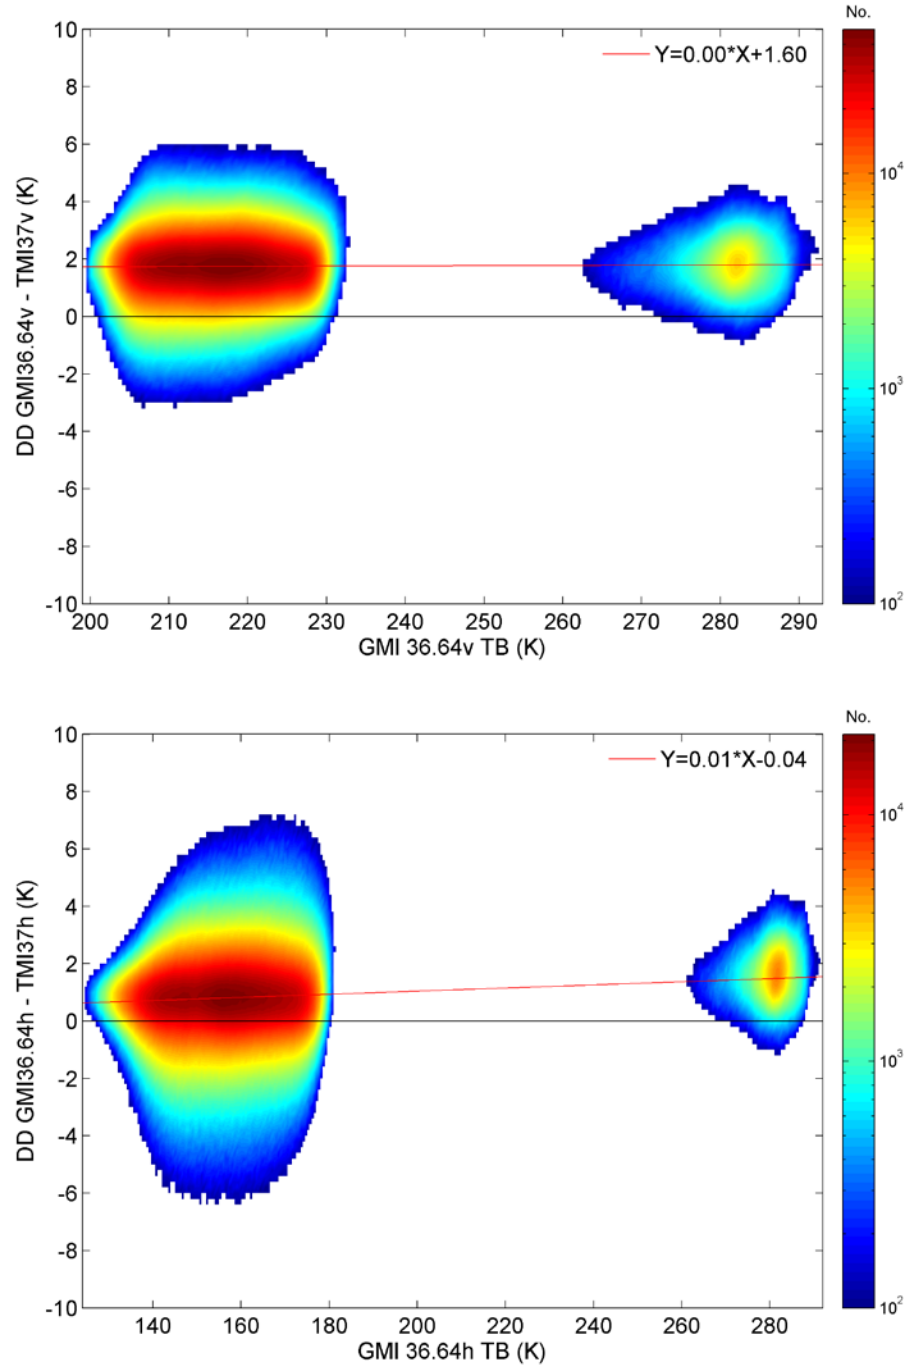 No.
Y=0.00*X+1.60
10
8
6
4
2
0
-2
-4
-6
-8
-10
10^4
10^3
10^2
DD GMI36.64v - TMI37v (K)
200 210 220 230 240 250 260 270 280 290
GMI 36.64v TB (K)
No.
Y=0.01*X-0.04
10
8
6
4
2
0
-2
-4
-6
-8
-10
10^4
10^3
10^2
DD GMI36.64h - TMI37h (K)
140 160 180 200 220 240 260 280
GMI 36.64h TB (K)